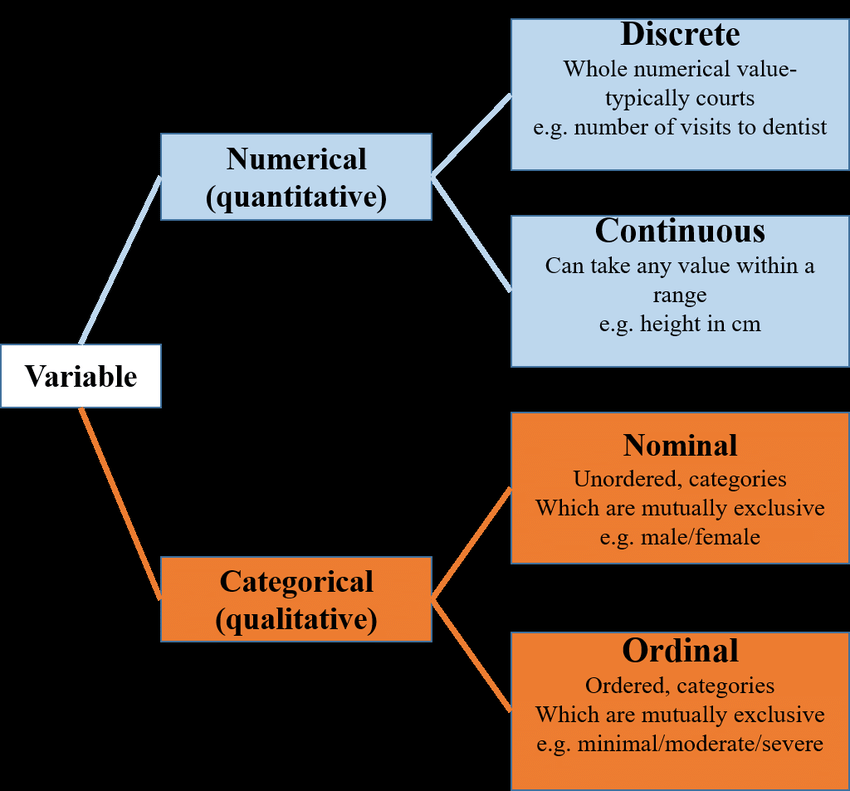 Discrete
Whole numerical value-
typically courts
e.g. number of visits to dentist
Numerical
(quantitative)
Continuous
Can take any value within a
range
e.g. height in cm
Variable
Nominal
Unordered, categories
Which are mutually exclusive
e.g. male/female
Categorical
(qualitative)
Ordinal
Ordered, categories
Which are mutually exclusive
e.g. minimal/moderate/severe